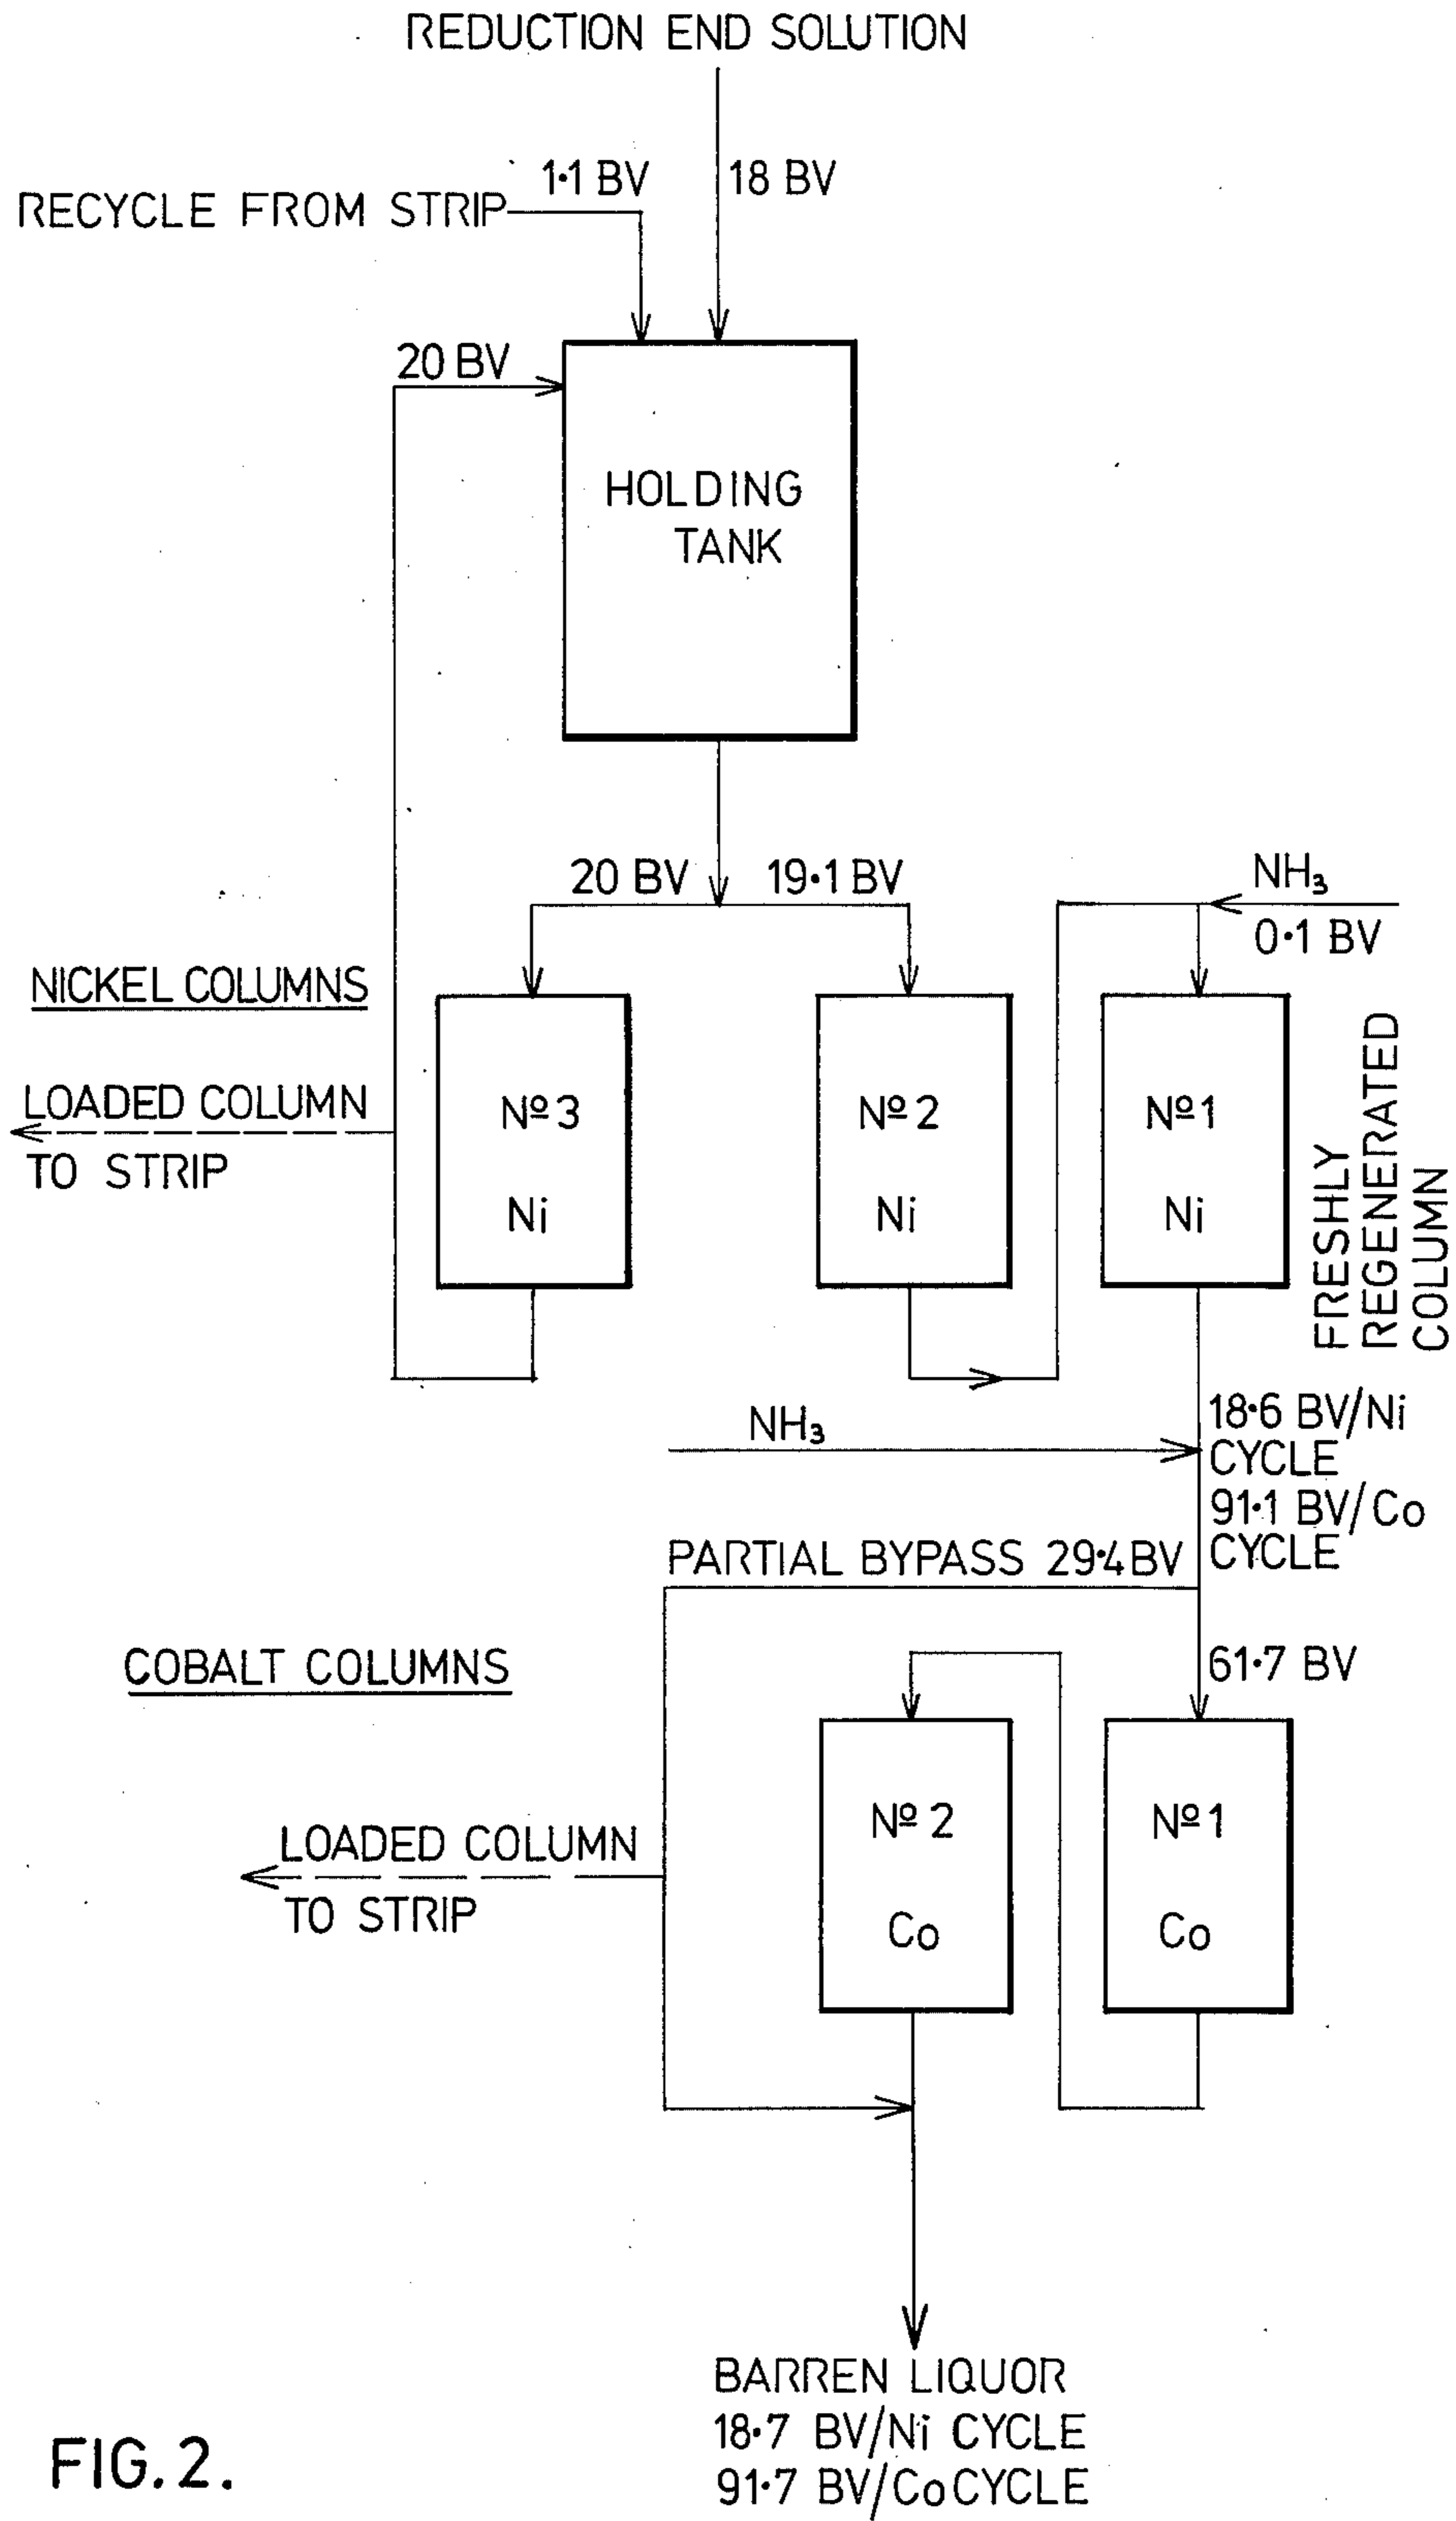 REDUCTION END SOLUTION
1·1 BV
18 BV
RECYCLE FROM STRIP
20 BV
HOLDING
TANK
20 BV
19·1 BV
NH₃
0·1 BV
NICKEL COLUMNS
LOADED COLUMN
TO STRIP
Nº 3
Ni
Nº 2
Ni
Nº 1
Ni
FRESHLY
REGENERATED
COLUMN
NH₃
18·6 BV/Ni
CYCLE
91·1 BV/Co
CYCLE
PARTIAL BYPASS 29·4 BV
COBALT COLUMNS
61·7 BV
LOADED COLUMN
TO STRIP
Nº 2
Co
Nº 1
Co
BARREN LIQUOR
18·7 BV/Ni CYCLE
91·7 BV/Co CYCLE
FIG. 2.